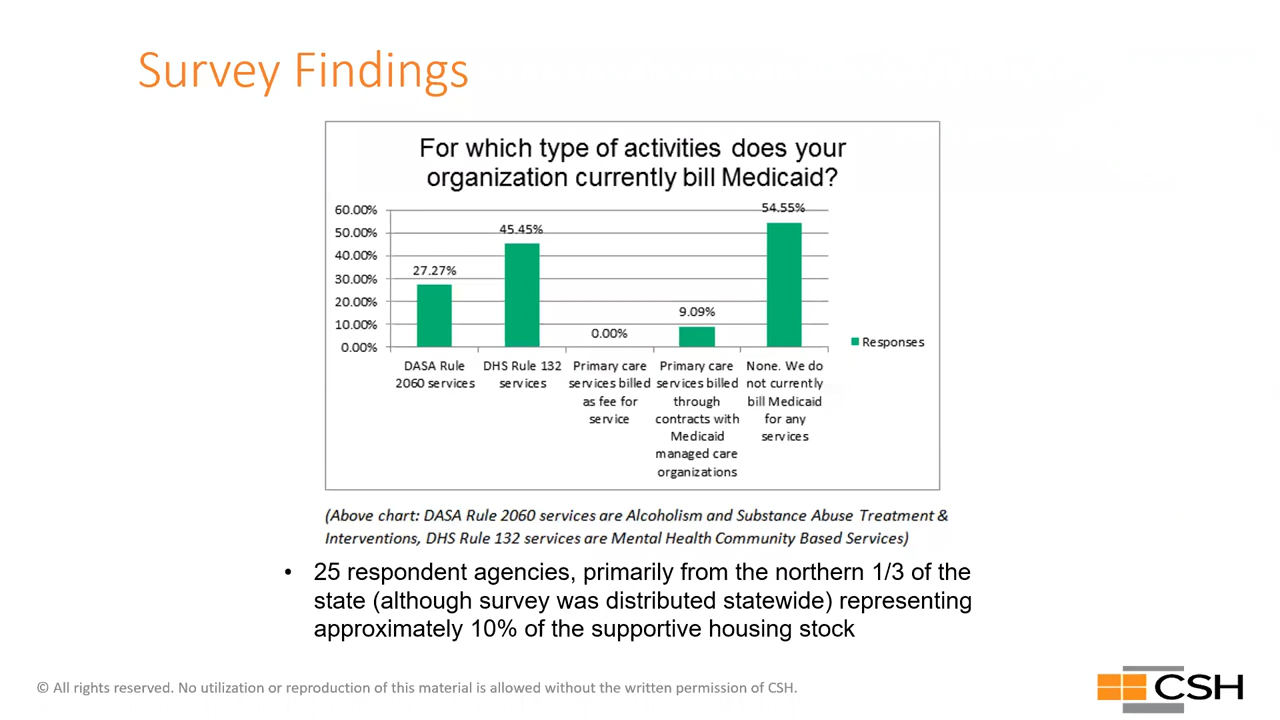 Survey Findings
For which type of activities does your
organization currently bill Medicaid?
60.00%
50.00%
40.00%
30.00%
20.00%
10.00%
0.00%
27.27%
45.45%
0.00%
9.09%
54.55%
DASA Rule
2060 services
DHS Rule 132
services
Primary care
services billed
as fee for
service
Primary care
services billed
through
contracts with
Medicaid
managed care
organizations
None. We do
not currently
bill Medicaid
for any
services
Responses
(Above chart: DASA Rule 2060 services are Alcoholism and Substance Abuse Treatment &
Interventions, DHS Rule 132 services are Mental Health Community Based Services)
• 25 respondent agencies, primarily from the northern 1/3 of the
state (although survey was distributed statewide) representing
approximately 10% of the supportive housing stock
© All rights reserved. No utilization or reproduction of this material is allowed without the written permission of CSH.
CSH